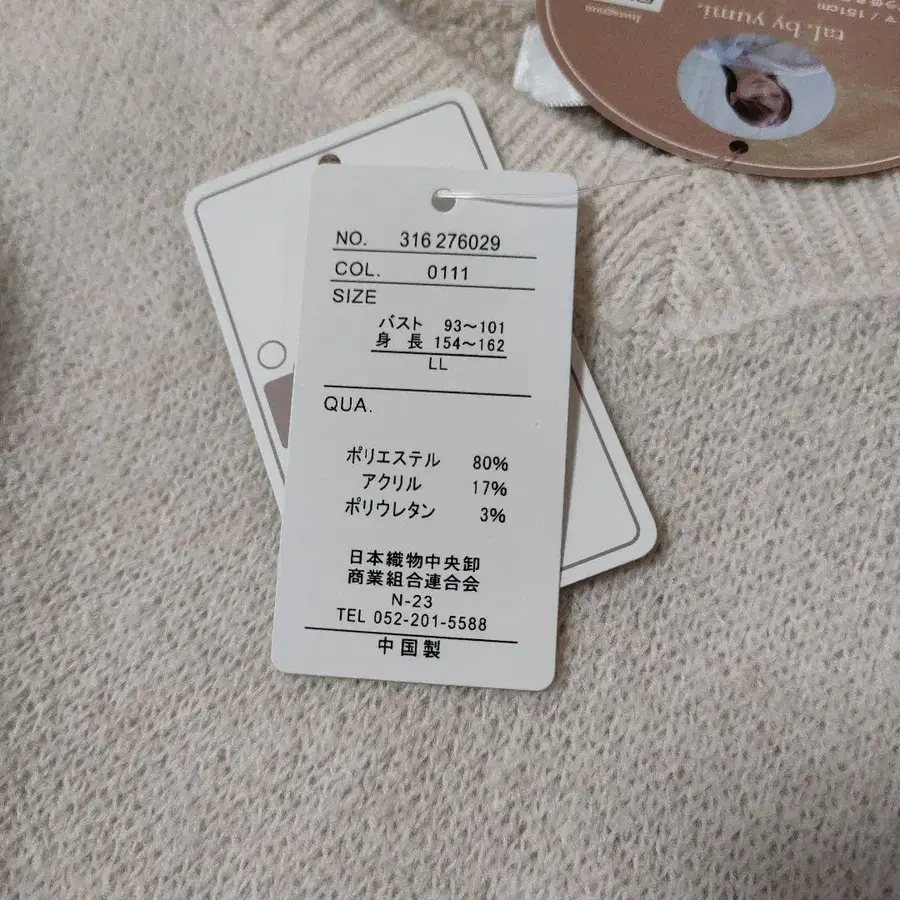 NO. 316 276029
COL. 0111
SIZE
バスト 93～101
身 長 154～162
LL
QUA.
ポリエステル 80%
アクリル 17%
ポリウレタン 3%
日本織物中央卸
商業組合連合会
N-23
TEL 052-201-5588
中国製
tal. by yumi.
Instagram
151cm